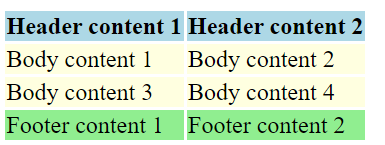 Header content 1 Header content 2
Body content 1 Body content 2
Body content 3 Body content 4
Footer content 1 Footer content 2